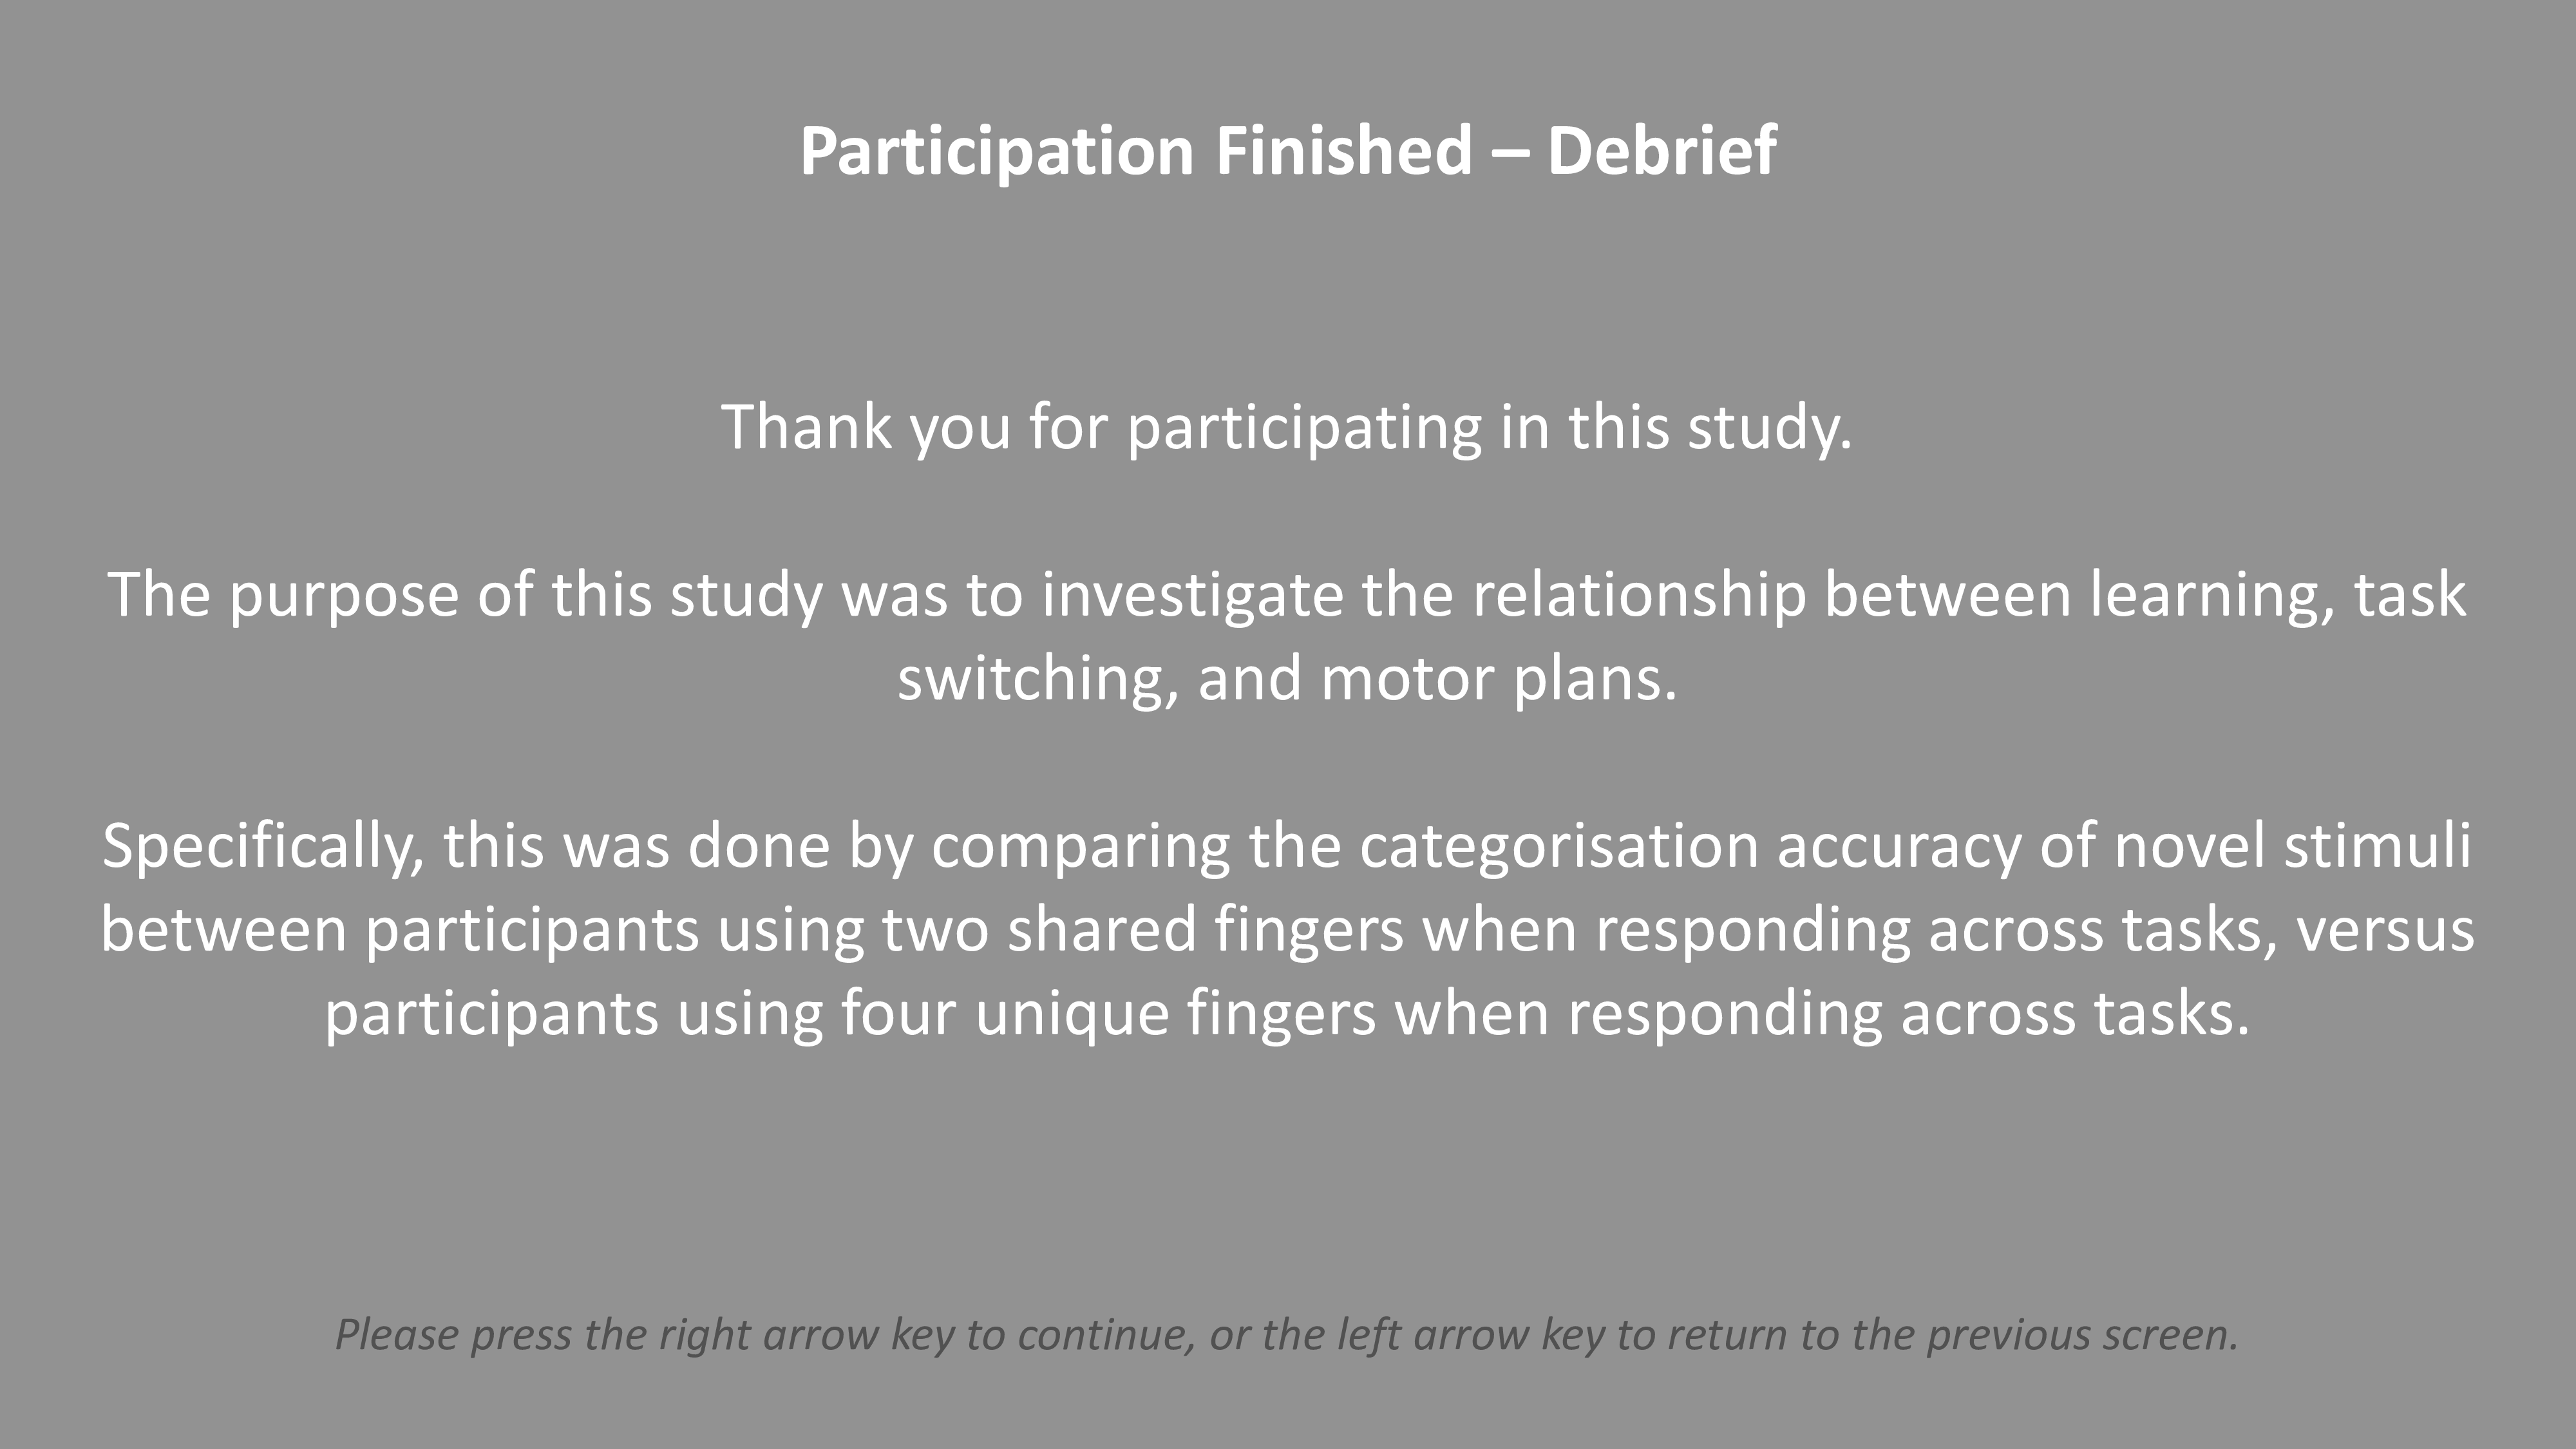 Participation Finished – Debrief
Thank you for participating in this study.
The purpose of this study was to investigate the relationship between learning, task
switching, and motor plans.
Specifically, this was done by comparing the categorisation accuracy of novel stimuli
between participants using two shared fingers when responding across tasks, versus
participants using four unique fingers when responding across tasks.
Please press the right arrow key to continue, or the left arrow key to return to the previous screen.